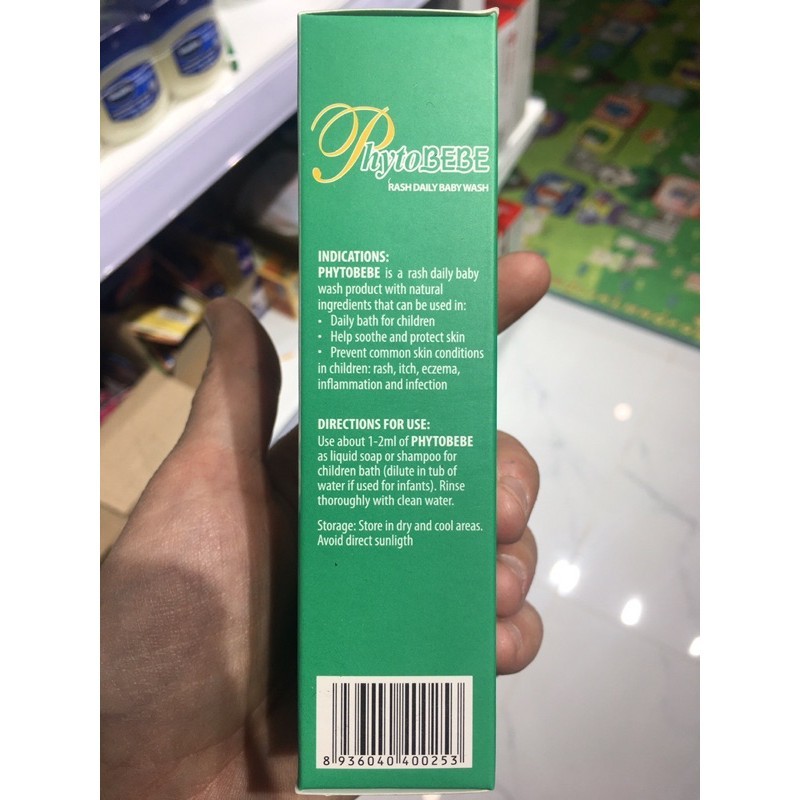 PhytoBEBE
RASH DAILY BABY WASH
INDICATIONS:
PHYTOBEBE is a rash daily baby
wash product with natural
ingredients that can be used in:
• Daily bath for children
• Help soothe and protect skin
• Prevent common skin conditions
in children: rash, itch, eczema,
inflammation and infection
DIRECTIONS FOR USE:
Use about 1-2ml of PHYTOBEBE
as liquid soap or shampoo for
children bath (dilute in tub of
water if used for infants). Rinse
thoroughly with clean water.
Storage: Store in dry and cool areas.
Avoid direct sunligth
8 936040 400253